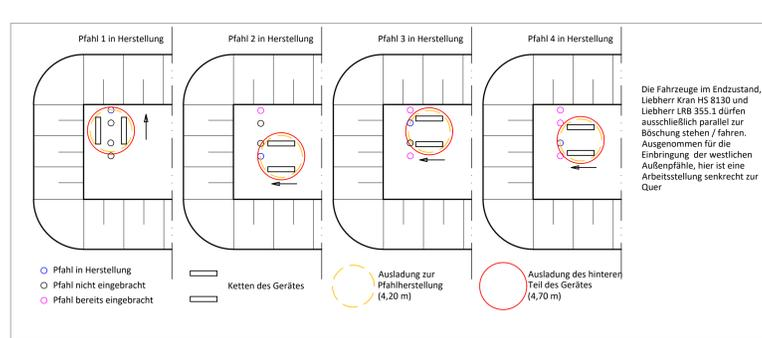 Pfahl 1 in Herstellung
Pfahl 2 in Herstellung
Pfahl 3 in Herstellung
Pfahl 4 in Herstellung
Die Fahrzeuge im Endzustand,
Liebherr Kran HS 8130 und
Liebherr LRB 355.1 dürfen
ausschließlich parallel zur
Böschung stehen / fahren.
Ausgenommen für die
Einbringung der westlichen
Außenpfähle, hier ist eine
Arbeitsstellung senkrecht zur
Quer
Pfahl in Herstellung
Pfahl nicht eingebracht
Pfahl bereits eingebracht
Ketten des Gerätes
Ausladung zur
Pfahlherstellung
(4,20 m)
Ausladung des hinteren
Teil des Gerätes
(4,70 m)